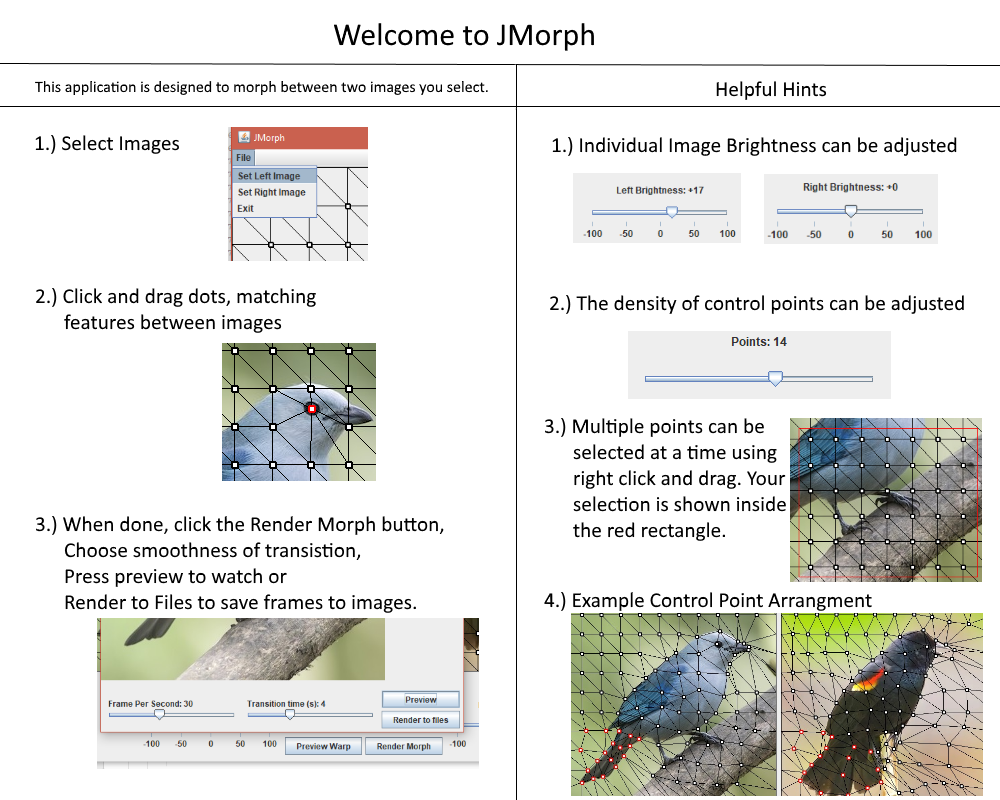 Welcome to JMorph
This application is designed to morph between two images you select.
1.) Select Images
JMorph
File
Set Left Image
Set Right Image
Exit
2.) Click and drag dots, matching
features between images
3.) When done, click the Render Morph button,
Choose smoothness of transistion,
Press preview to watch or
Render to Files to save frames to images.
Frame Per Second: 30
Transition time (s): 4
Preview
Render to files
-100 -50 0 50 100
Preview Warp
Render Morph
-100
Helpful Hints
1.) Individual Image Brightness can be adjusted
Left Brightness: +17
-100 -50 0 50 100
Right Brightness: +0
-100 -50 0 50 100
2.) The density of control points can be adjusted
Points: 14
3.) Multiple points can be
selected at a time using
right click and drag. Your
selection is shown inside
the red rectangle.
4.) Example Control Point Arrangment